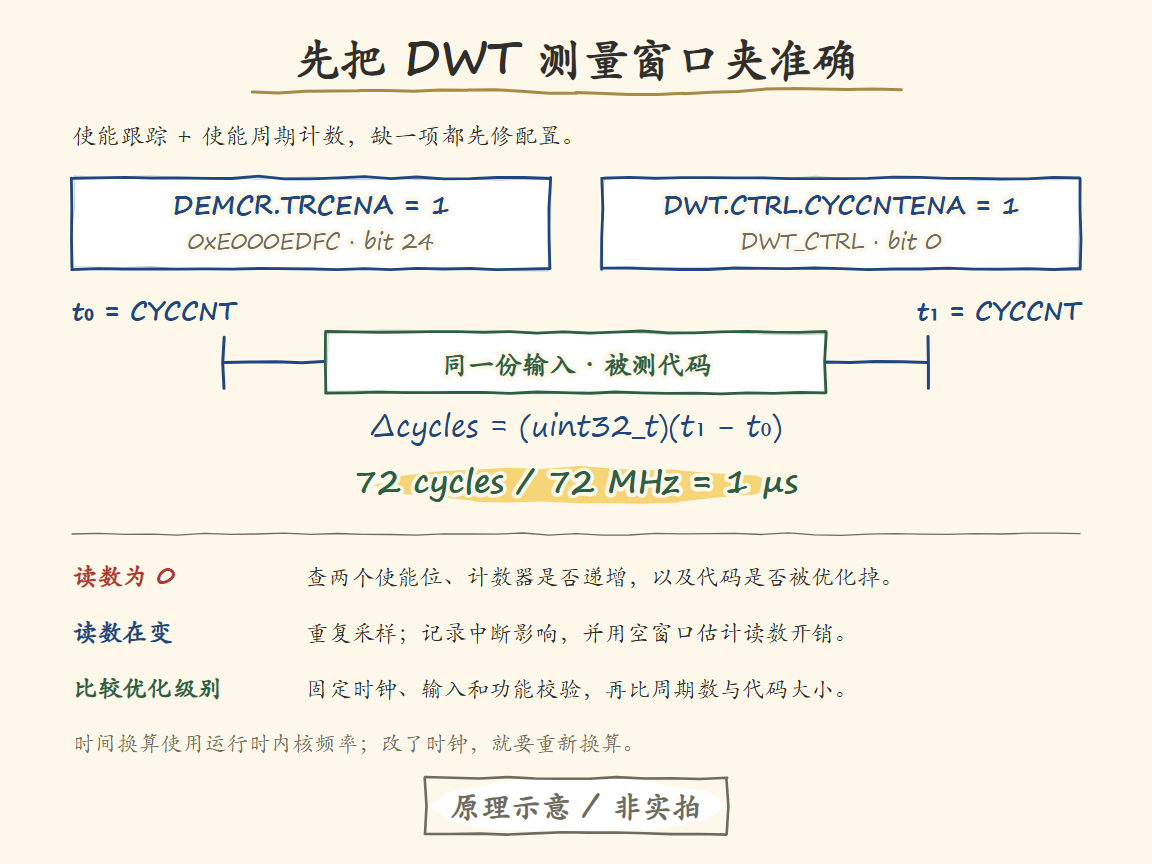 先把 DWT 测量窗口夹准确
使能跟踪 + 使能周期计数，缺一项都先修配置。
DEMCR.TRCENA = 1
0xE000EDFC · bit 24
DWT.CTRL.CYCCNTENA = 1
DWT_CTRL · bit 0
t₀ = CYCCNT
t₁ = CYCCNT
同一份输入 · 被测代码
Δcycles = (uint32_t)(t₁ − t₀)
72 cycles / 72 MHz = 1 μs
读数为 0 查两个使能位、计数器是否递增，以及代码是否被优化掉。
读数在变 重复采样；记录中断影响，并用空窗口估计读数开销。
比较优化级别 固定时钟、输入和功能校验，再比周期数与代码大小。
时间换算使用运行时内核频率；改了时钟，就要重新换算。
原理示意 / 非实拍